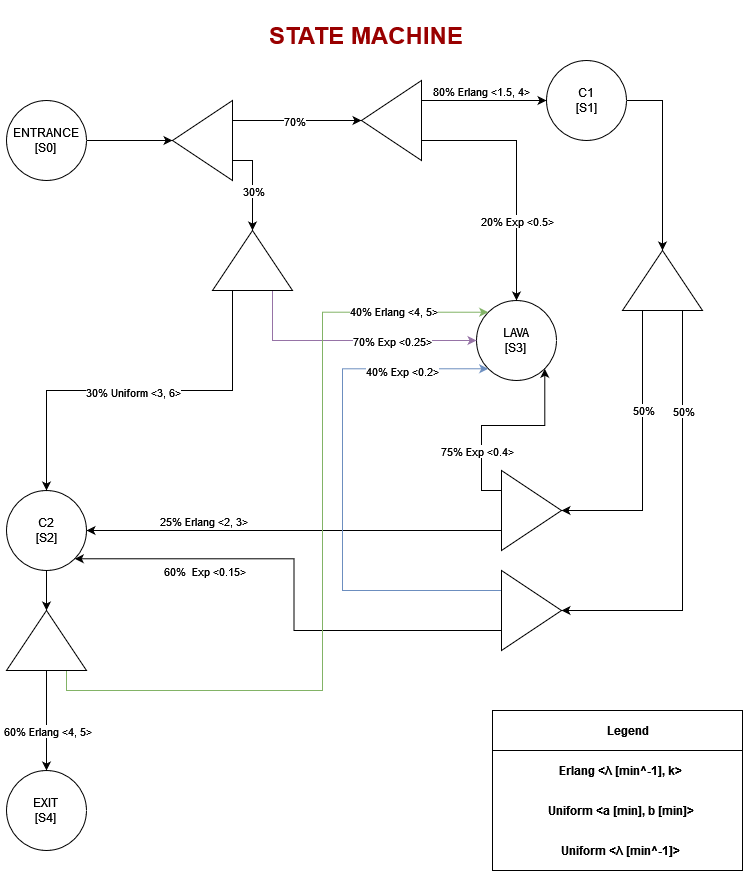 STATE MACHINE
ENTRANCE
[S0]
70%
30%
80% Erlang <1.5, 4>
C1
[S1]
20% Exp <0.5>
40% Erlang <4, 5>
70% Exp <0.25>
40% Exp <0.2>
LAVA
[S3]
30% Uniform <3, 6>
50%
50%
75% Exp <0.4>
C2
[S2]
25% Erlang <2, 3>
60%  Exp <0.15>
60% Erlang <4, 5>
EXIT
[S4]
Legend
Erlang <Λ [min^-1], k>
Uniform <a [min], b [min]>
Uniform <Λ [min^-1]>